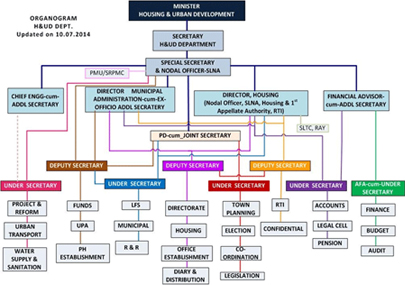 ORGANOGRAM
H&UD DEPT.
Updated on 10.07.2014
MINISTER
HOUSING & URBAN DEVELOPMENT
SECRETARY
H&UD DEPARTMENT
SPECIAL SECRETARY
& NODAL OFFICER-SLNA
PMU/SRPMC
CHIEF ENGG-cum-
ADDL SECRETARY
DIRECTOR MUNICIPAL
ADMINISTRATION-cum-EX-
OFFICIO ADDL SECRETARY
DIRECTOR, HOUSING
(Nodal Officer, SLNA, Housing & 1st
Appellate Authority, RTI)
FINANCIAL ADVISOR-
cum-ADDL SECRETARY
SLTC, RAY
PD-cum_JOINT SECRETARY
DEPUTY SECRETARY
DEPUTY SECRETARY
DEPUTY SECRETARY
UNDER SECRETARY
UNDER SECRETARY
UNDER SECRETARY
UNDER SECRETARY
AFA-cum-UNDER
SECRETARY
PROJECT &
REFORM
URBAN
TRANSPORT
WATER
SUPPLY &
SANITATION
FUNDS
UPA
PH
ESTABLISHMENT
LFS
MUNICIPAL
R & R
DIRECTORATE
HOUSING
OFFICE
ESTABLISHMENT
DIARY &
DISTRIBUTION
TOWN
PLANNING
ELECTION
CO-
ORDINATION
LEGISLATION
RTI
CONFIDENTIAL
ACCOUNTS
LEGAL CELL
PENSION
FINANCE
BUDGET
AUDIT